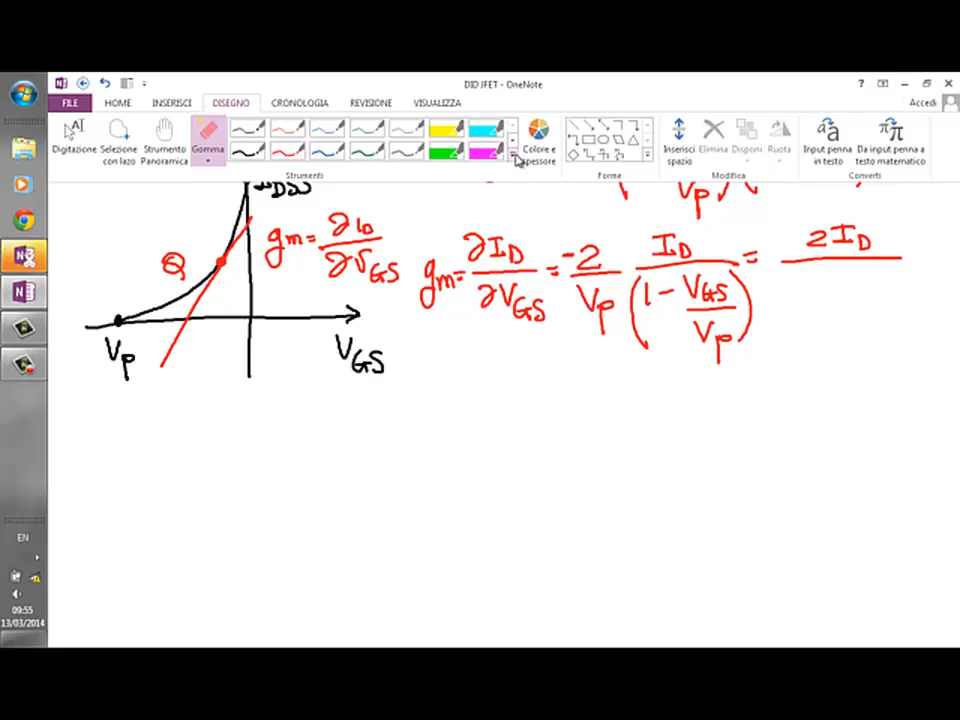 DID JFET - OneNote
FILE HOME INSERISCI DISEGNO CRONOLOGIA REVISIONE VISUALIZZA Accedi
Digitazione Selezione con lazo Strumento Panoramica Gomma Colore e spessore Inserisci spazio Elimina Disponi Ruota Input penna in testo Da input penna a testo matematico
Strumenti Forme Modifica Converti
IDSS
Vp
gm = ∂ID / ∂VGS
Q
gm = ∂ID / ∂VGS = -2 / Vp ID / (1 - VGS / Vp) = 2ID
Vp
VGS
EN
09:55
13/03/2014